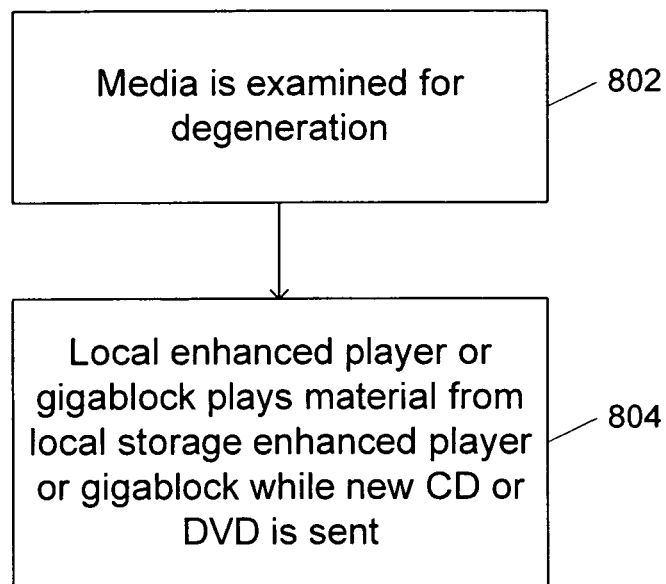 Media is examined for
degeneration
802
Local enhanced player or
gigablock plays material from
local storage enhanced player
or gigablock while new CD or
DVD is sent
804